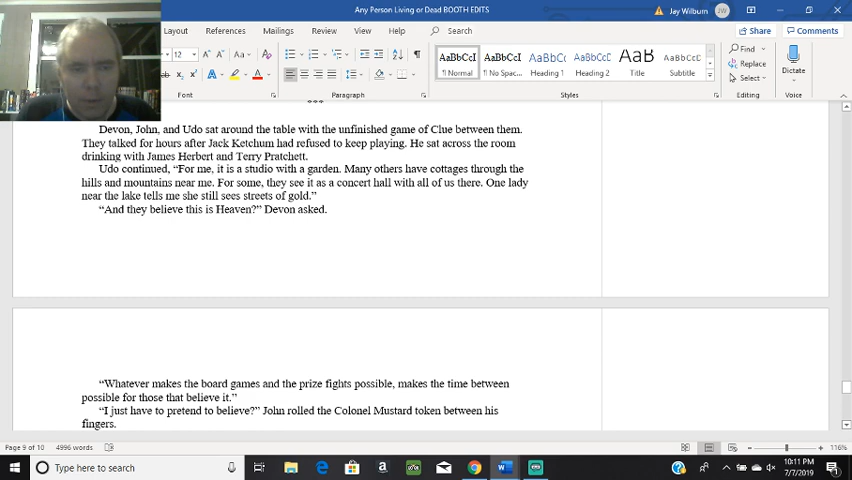 Any Person Living or Dead BOOTH EDITS
Jay Wilburn
JW
Layout References Mailings Review View Help Search
Share Comments
12 A A Aa
Font Paragraph Styles Editing Voice
AaBbCcI AaBbCcI AaBbCc AaBbCc AaB AaBbCcC
¶ Normal ¶ No Spac... Heading 1 Heading 2 Title Subtitle
Find
Replace
Select
Dictate
***
Devon, John, and Udo sat around the table with the unfinished game of Clue between them.
They talked for hours after Jack Ketchum had refused to keep playing. He sat across the room
drinking with James Herbert and Terry Pratchett.
Udo continued, “For me, it is a studio with a garden. Many others have cottages through the
hills and mountains near me. For some, they see it as a concert hall with all of us there. One lady
near the lake tells me she still sees streets of gold.”
“And they believe this is Heaven?” Devon asked.
“Whatever makes the board games and the prize fights possible, makes the time between
possible for those that believe it.”
“I just have to pretend to believe?” John rolled the Colonel Mustard token between his
fingers.
Page 9 of 10 4996 words
116%
Type here to search
10:11 PM
7/7/2019